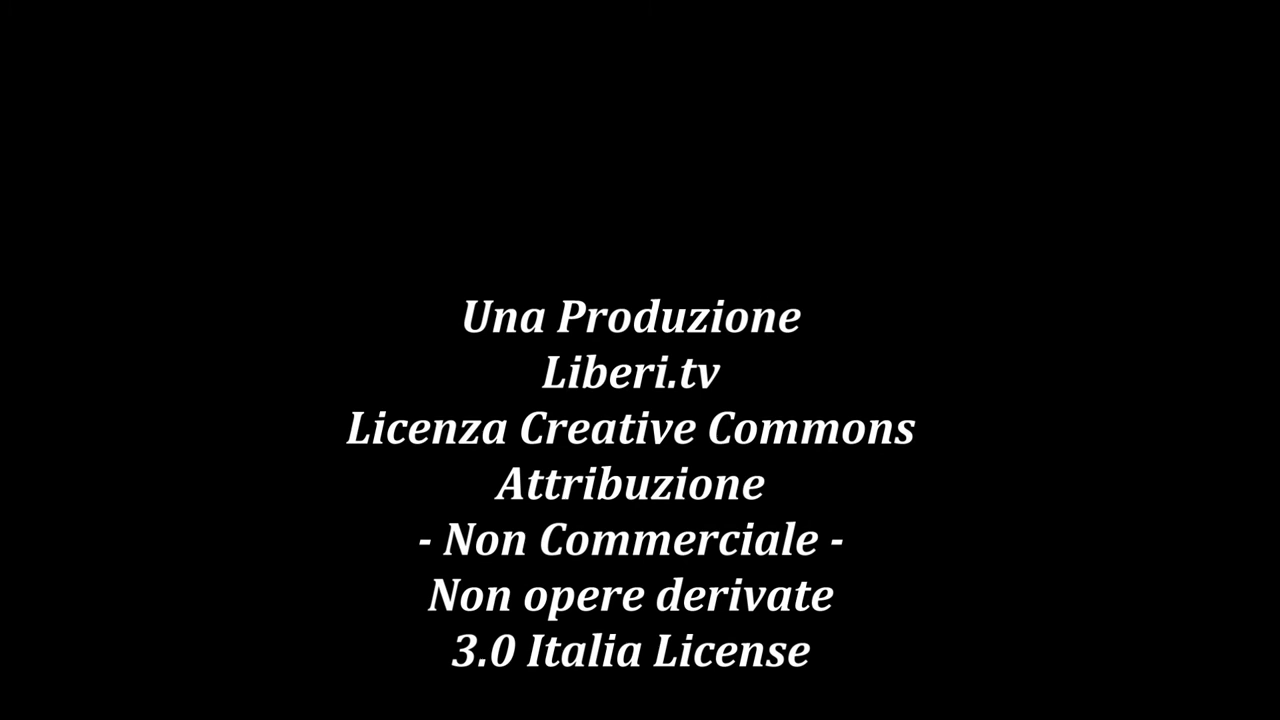 Una Produzione
Liberi.tv
Licenza Creative Commons
Attribuzione
- Non Commerciale -
Non opere derivate
3.0 Italia License